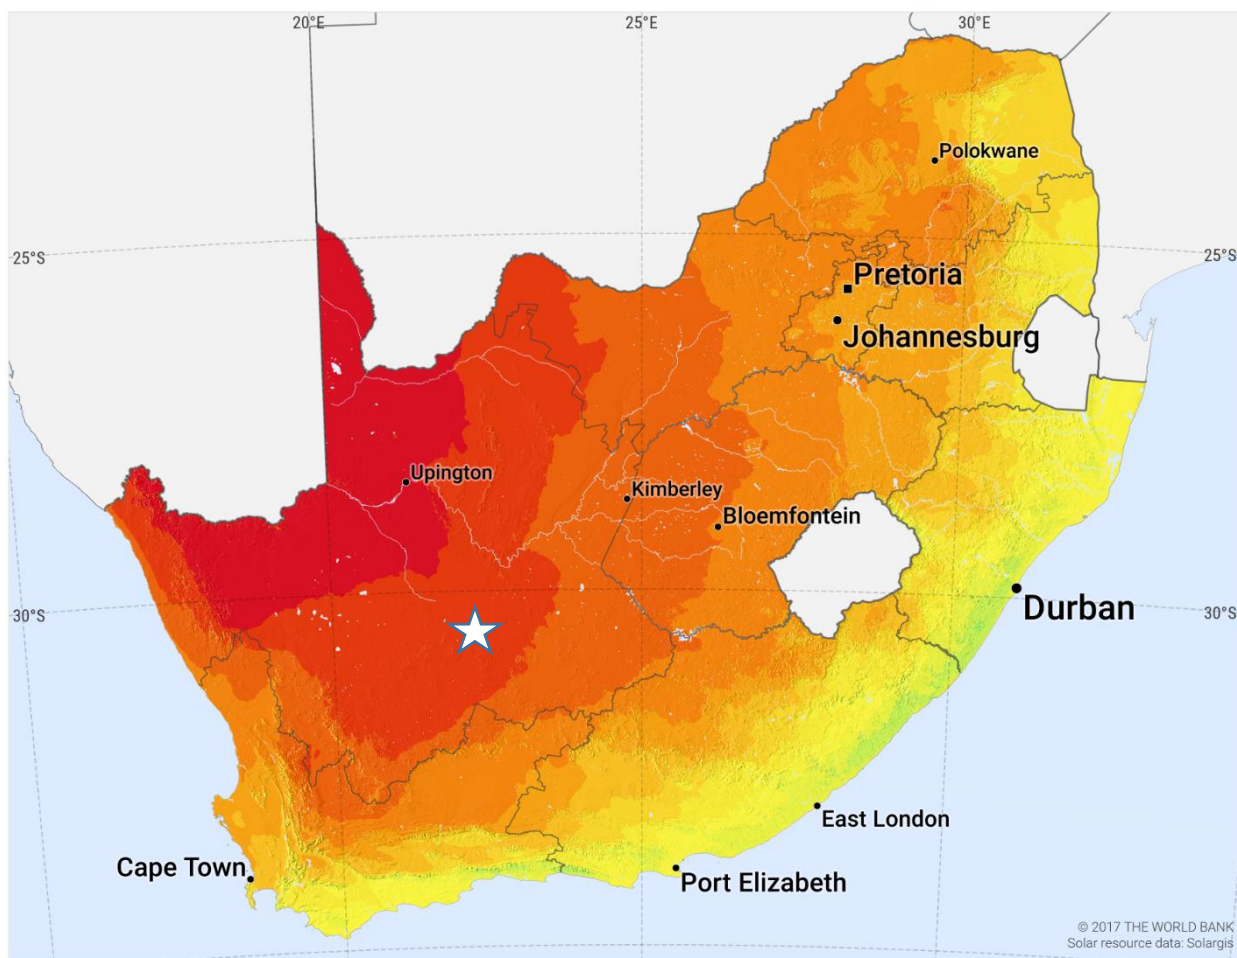 20°E
25°E
30°E
Polokwane
25°S
25°S
Pretoria
Johannesburg
Upington
Kimberley
Bloemfontein
Durban
30°S
30°S
East London
Cape Town
Port Elizabeth
© 2017 THE WORLD BANK
Solar resource data: Solargis